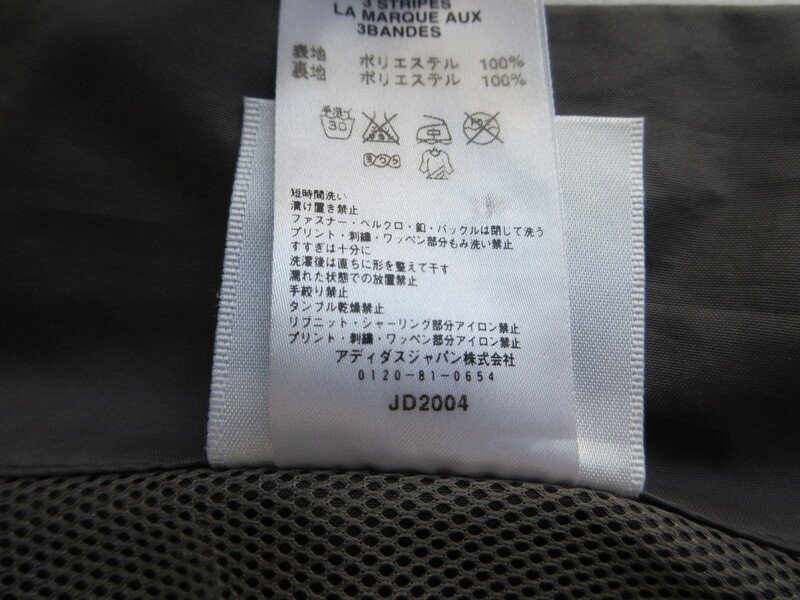 3 STRIPES
LA MARQUE AUX
3BANDES
表地 ポリエステル 100%
裏地 ポリエステル 100%
手洗イ
30
短時間洗い
漬け置き禁止
ファスナー・ベルクロ・釦・バックルは閉じて洗う
プリント・刺繍・ワッペン部分もみ洗い禁止
すすぎは十分に
洗濯後は直ちに形を整えて干す
濡れた状態での放置禁止
手絞り禁止
タンブル乾燥禁止
リブニット・シャーリング部分アイロン禁止
プリント・刺繍・ワッペン部分アイロン禁止
アディダスジャパン株式会社
0120-81-0654
JD2004